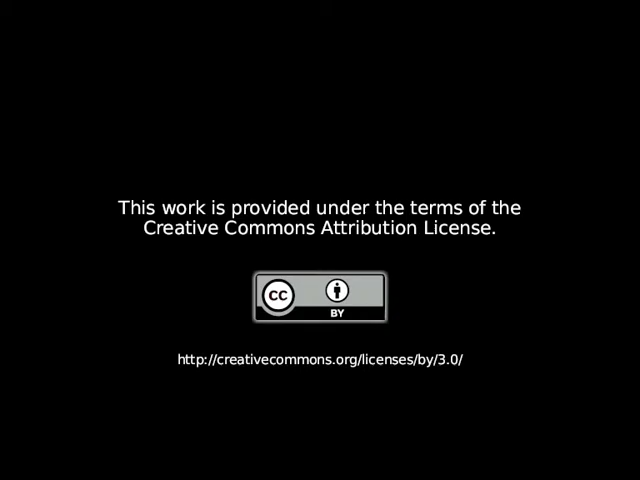 This work is provided under the terms of the
Creative Commons Attribution License.
CC
BY
http://creativecommons.org/licenses/by/3.0/